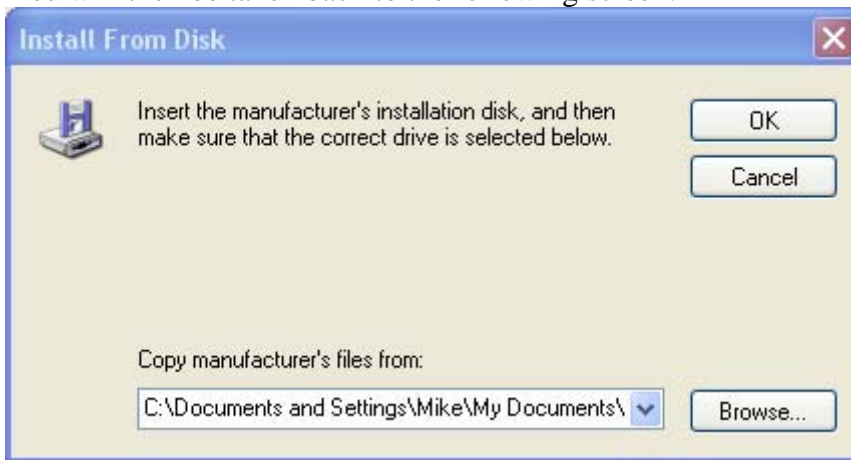 Install From Disk
Insert the manufacturer's installation disk, and then
make sure that the correct drive is selected below.
OK
Cancel
Copy manufacturer's files from:
C:\Documents and Settings\Mike\My Documents\
Browse...